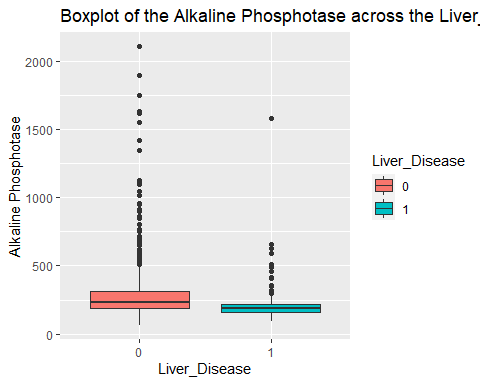 Boxplot of the Alkaline Phosphotase across the Liver_
Alkaline Phosphotase
2000
1500
1000
500
0
0
1
Liver_Disease
Liver_Disease
0
1